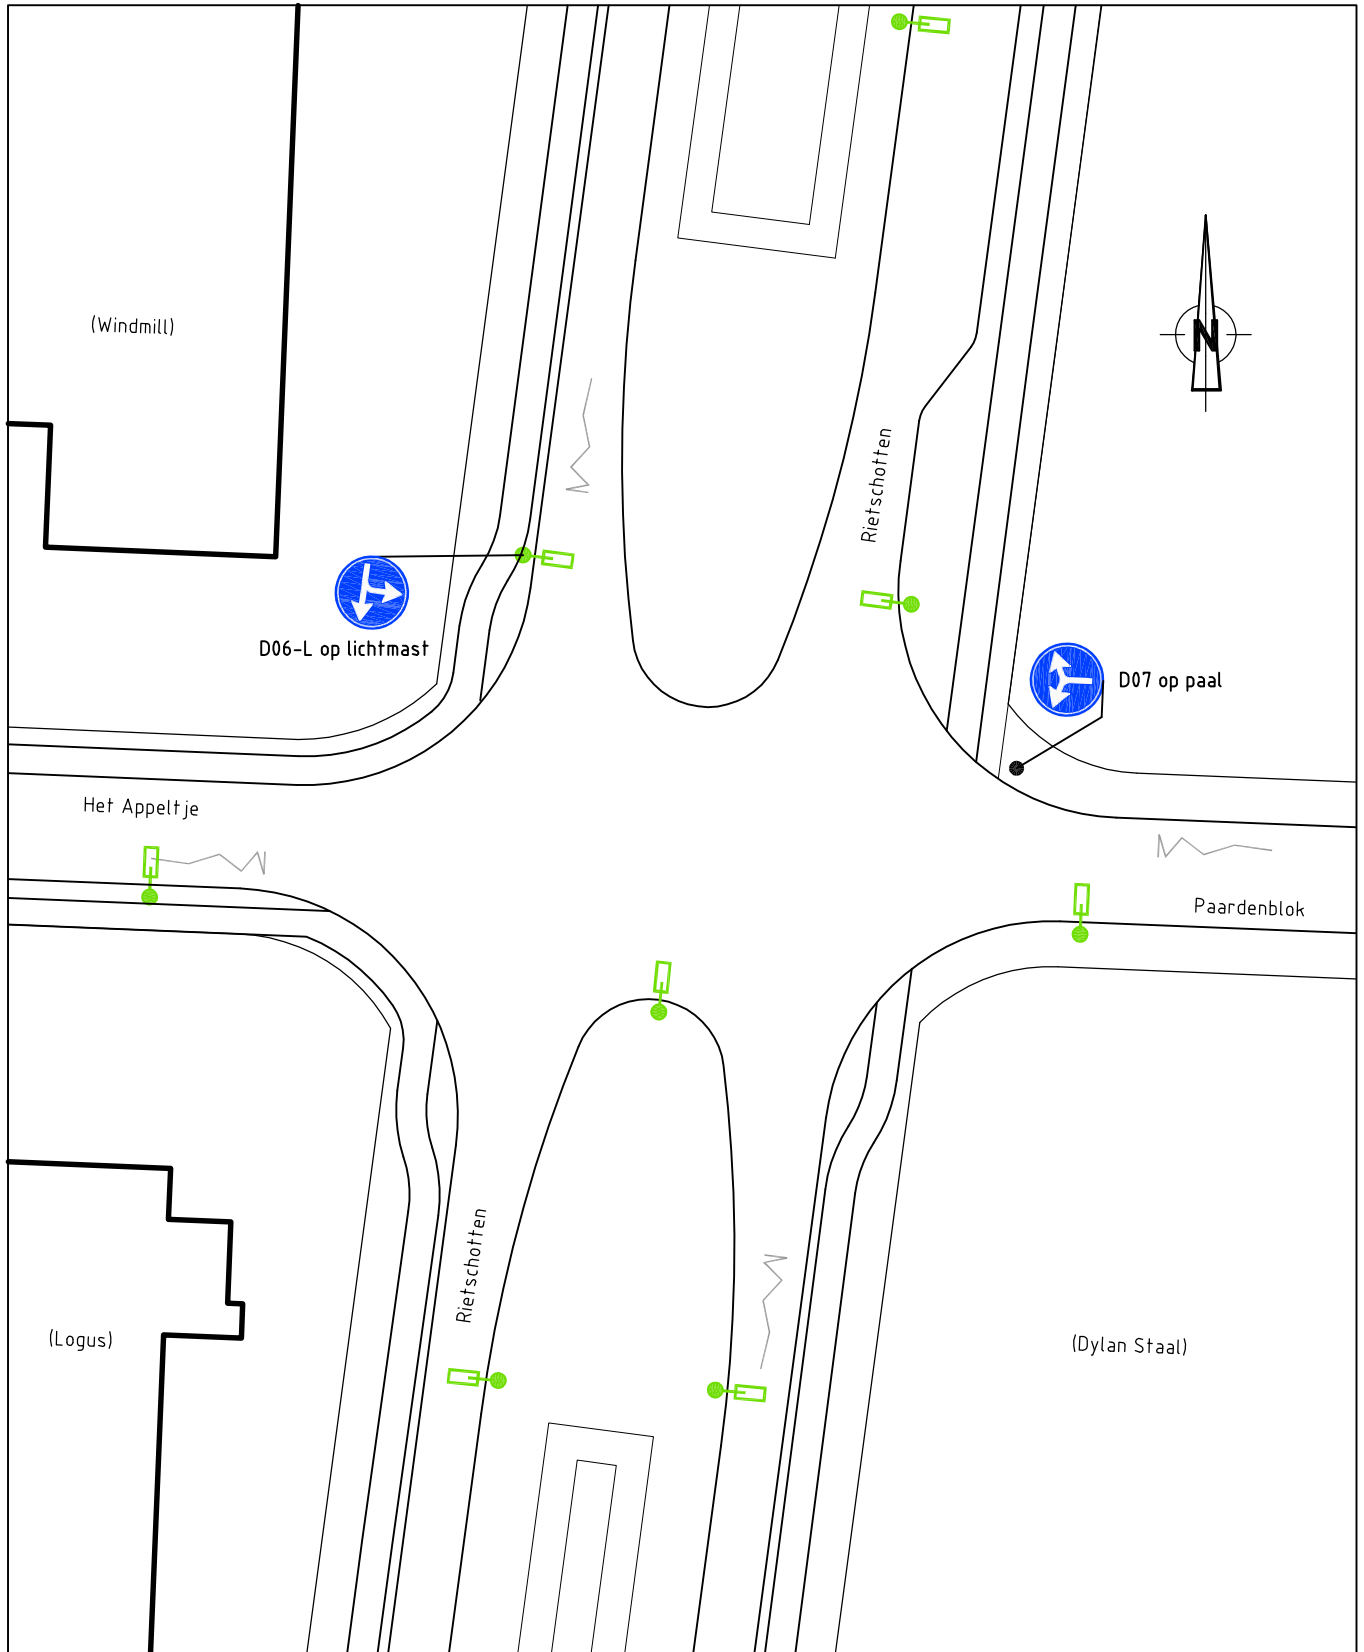 (Windmill)
N
Rietschotten
D06-L op lichtmast
D07 op paal
Het Appeltje
Paardenblok
Rietschotten
(Logus)
(Dylan Staal)